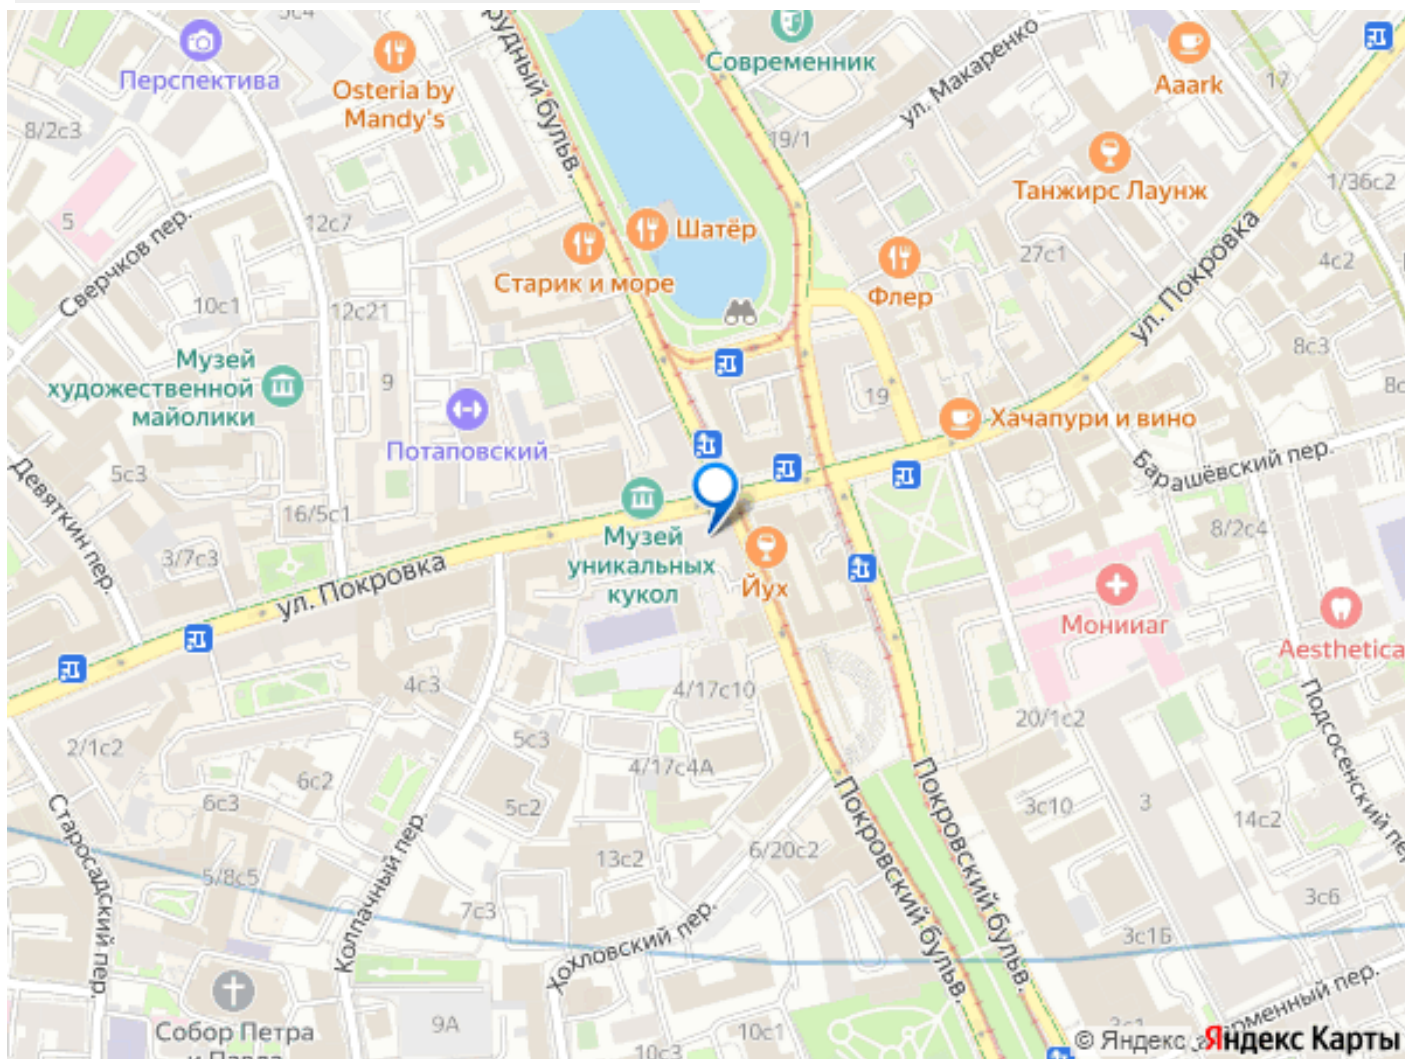 5с4
Перспектива
Osteria by
Mandy's
Современник
Aaark
ул. Макаренко
17
8/2с3
19/1
Танжирс Лаунж
1/36с2
5
12с7
Сверчков пер.
Шатёр
Старик и море
Флер
27с1
4с2
ул. Покровка
10с1
12с21
8с3
Музей
художественной
майолики
9
19
Хачапури и вино
Потаповский
Барашёвский пер.
5с3
Девяткин пер.
16/5с1
8/2с4
3/7с3
Музей
уникальных
кукол
Йух
ул. Покровка
Монииаг
Aesthetica
4с3
4/17с10
20/1с2
2/1с2
5с3
4/17с4А
6с2
6с3
5с2
3с10
3
14с2
Старосадский пер.
Колпачный пер.
13с2
6/20с2
Покровский бульв.
Покровский бульв.
5/8с5
7с3
Хохловский пер.
3с6
3с1Б
Собор Петра
9А
10с1
10с3
© Яндекс
Яндекс Карты